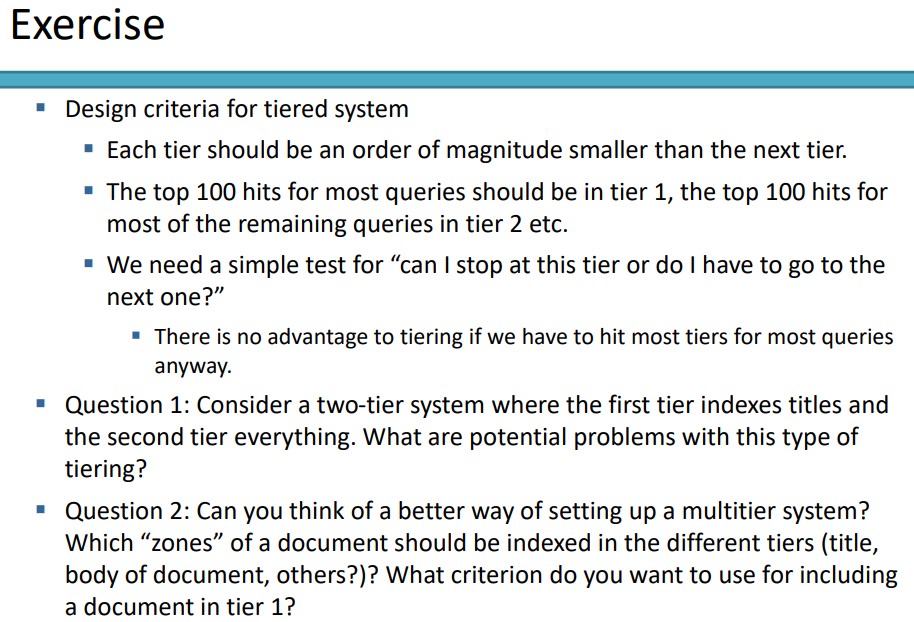 Exercise
▪ Design criteria for tiered system
▪ Each tier should be an order of magnitude smaller than the next tier.
▪ The top 100 hits for most queries should be in tier 1, the top 100 hits for
most of the remaining queries in tier 2 etc.
▪ We need a simple test for “can I stop at this tier or do I have to go to the
next one?”
▪ There is no advantage to tiering if we have to hit most tiers for most queries
anyway.
▪ Question 1: Consider a two-tier system where the first tier indexes titles and
the second tier everything. What are potential problems with this type of
tiering?
▪ Question 2: Can you think of a better way of setting up a multitier system?
Which “zones” of a document should be indexed in the different tiers (title,
body of document, others?)? What criterion do you want to use for including
a document in tier 1?